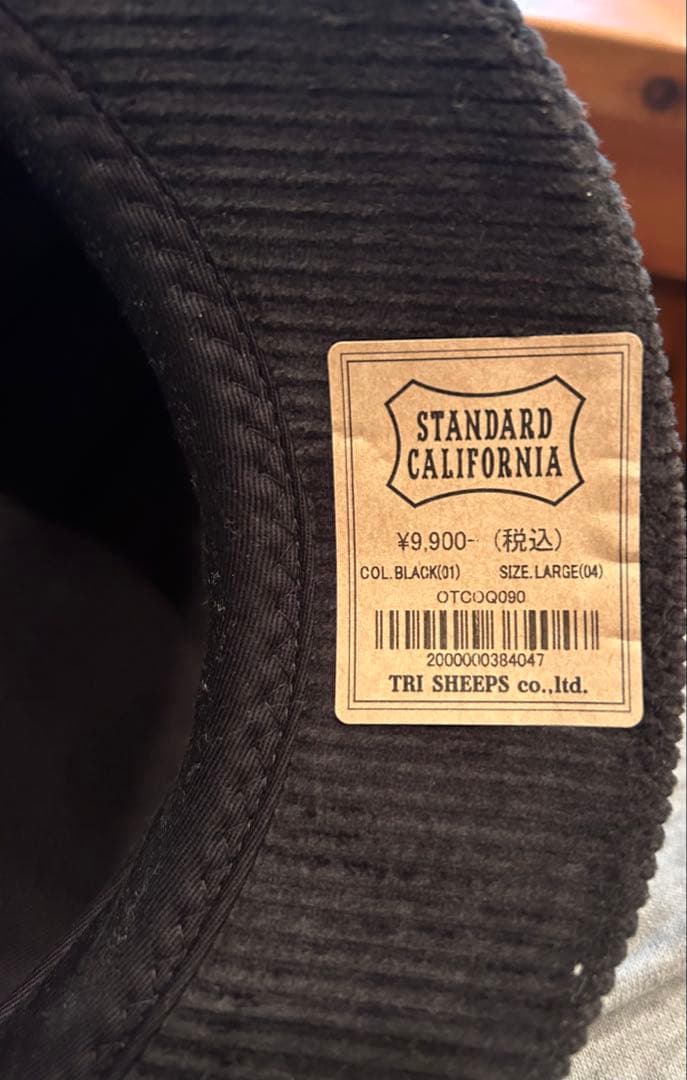 STANDARD
CALIFORNIA
¥9,900- (税込)
COL.BLACK(01) SIZE.LARGE(04)
OTCOQ090
2000000384047
TRI SHEEPS co.,ltd.